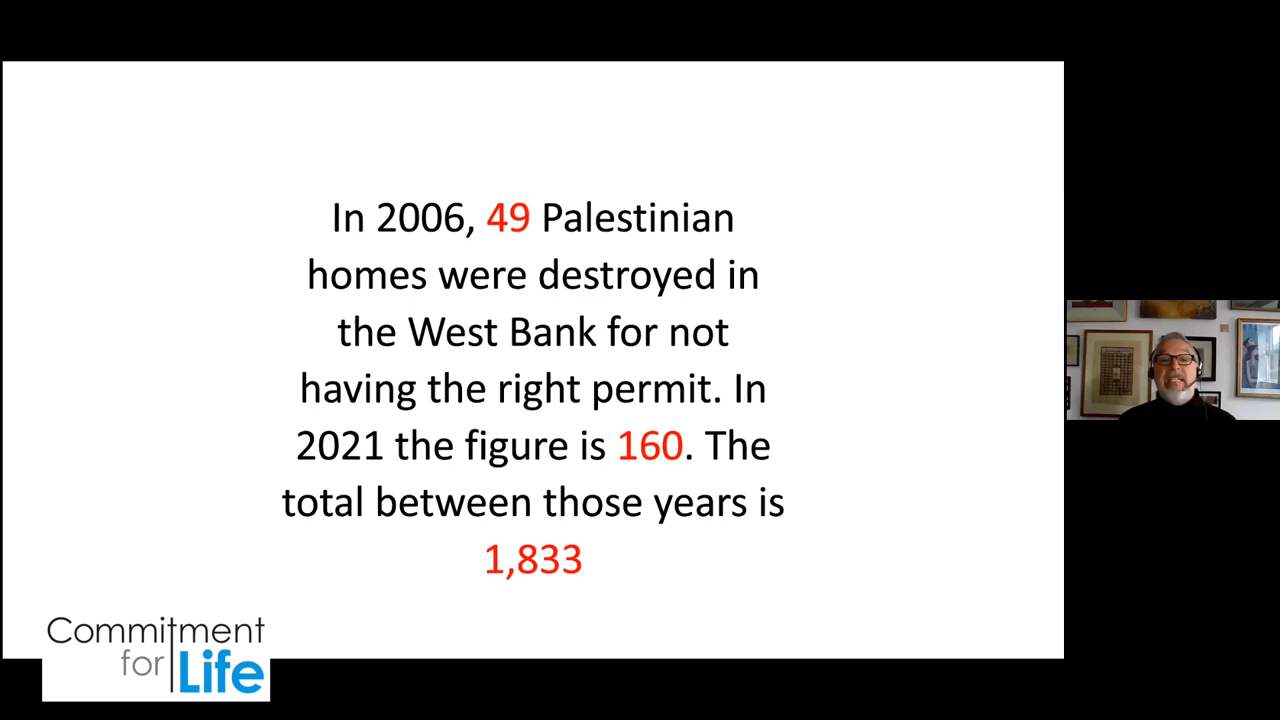 In 2006, 49 Palestinian
homes were destroyed in
the West Bank for not
having the right permit. In
2021 the figure is 160. The
total between those years is
1,833
Commitment
for Life